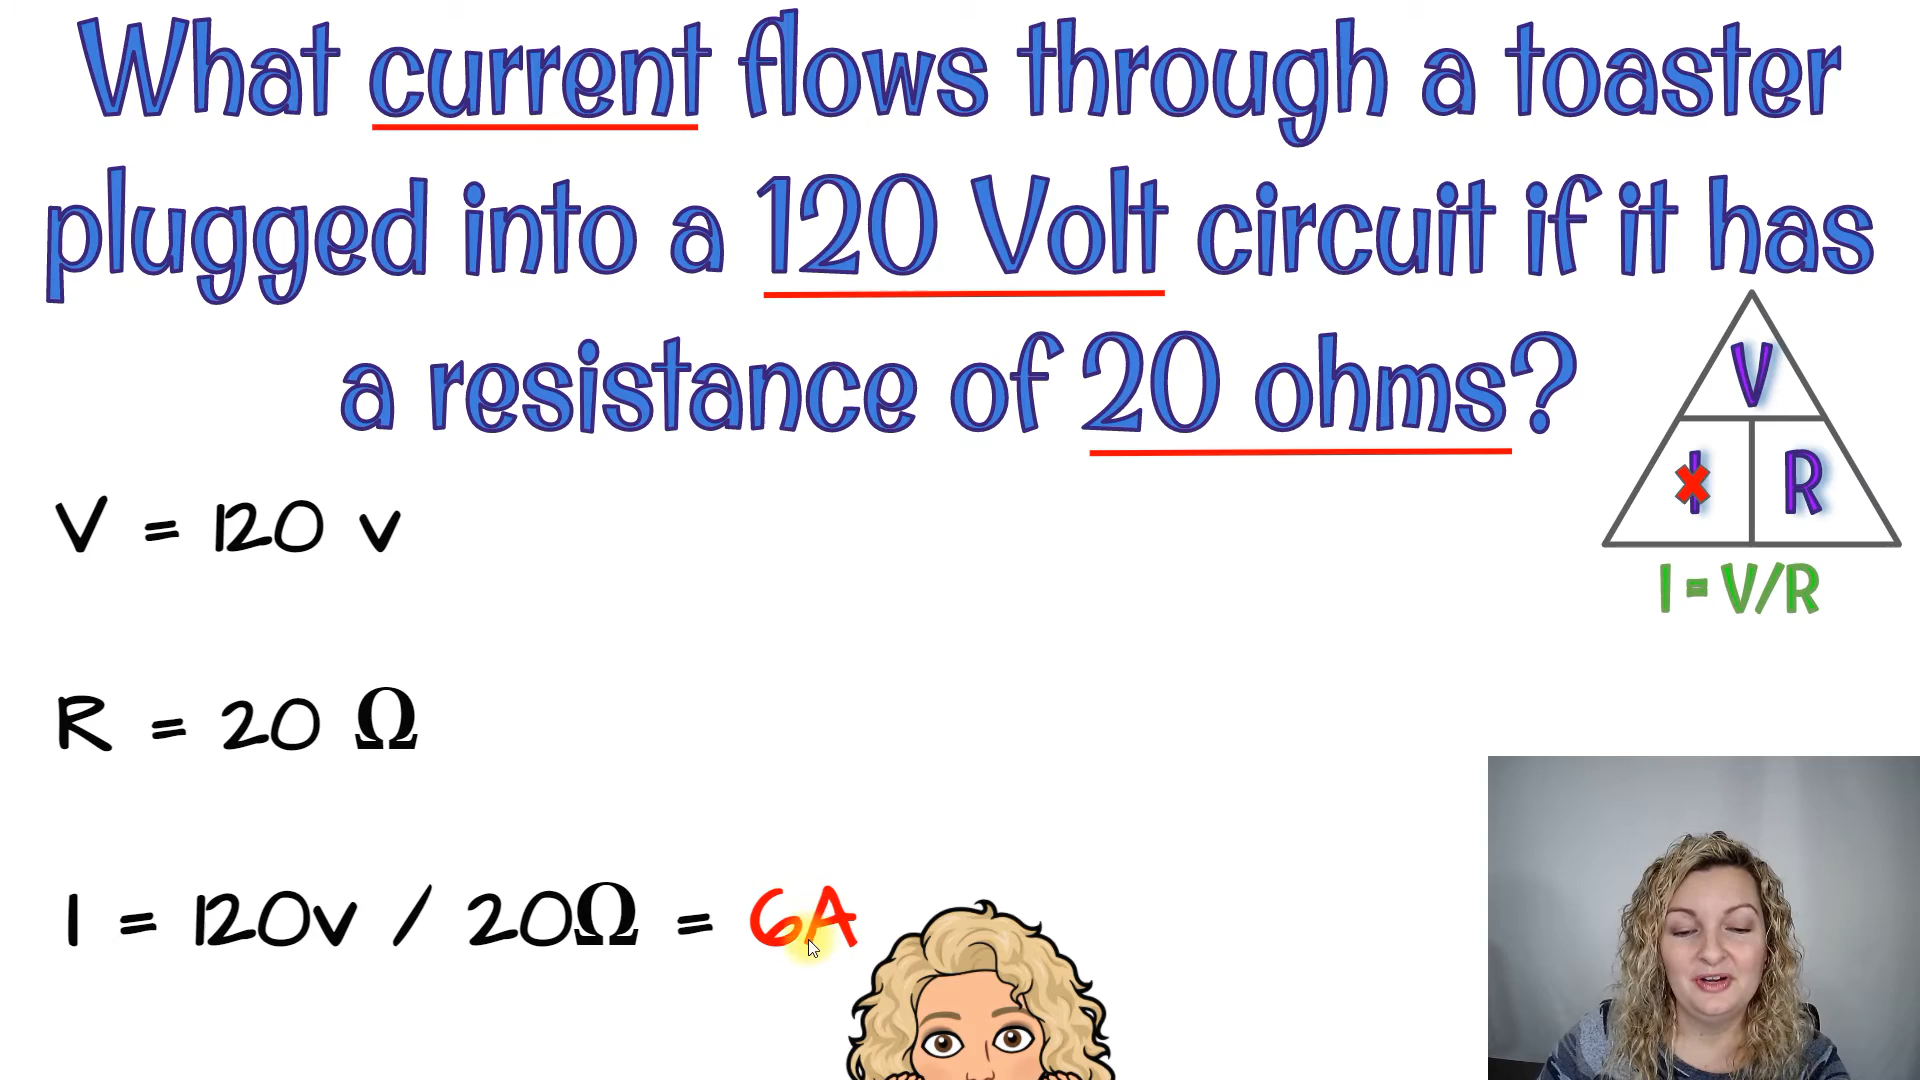 What current flows through a toaster
plugged into a 120 Volt circuit if it has
a resistance of 20 ohms?
V
I R
I = V/R
V = 120 v
R = 20 Ω
I = 120v / 20Ω = 6A